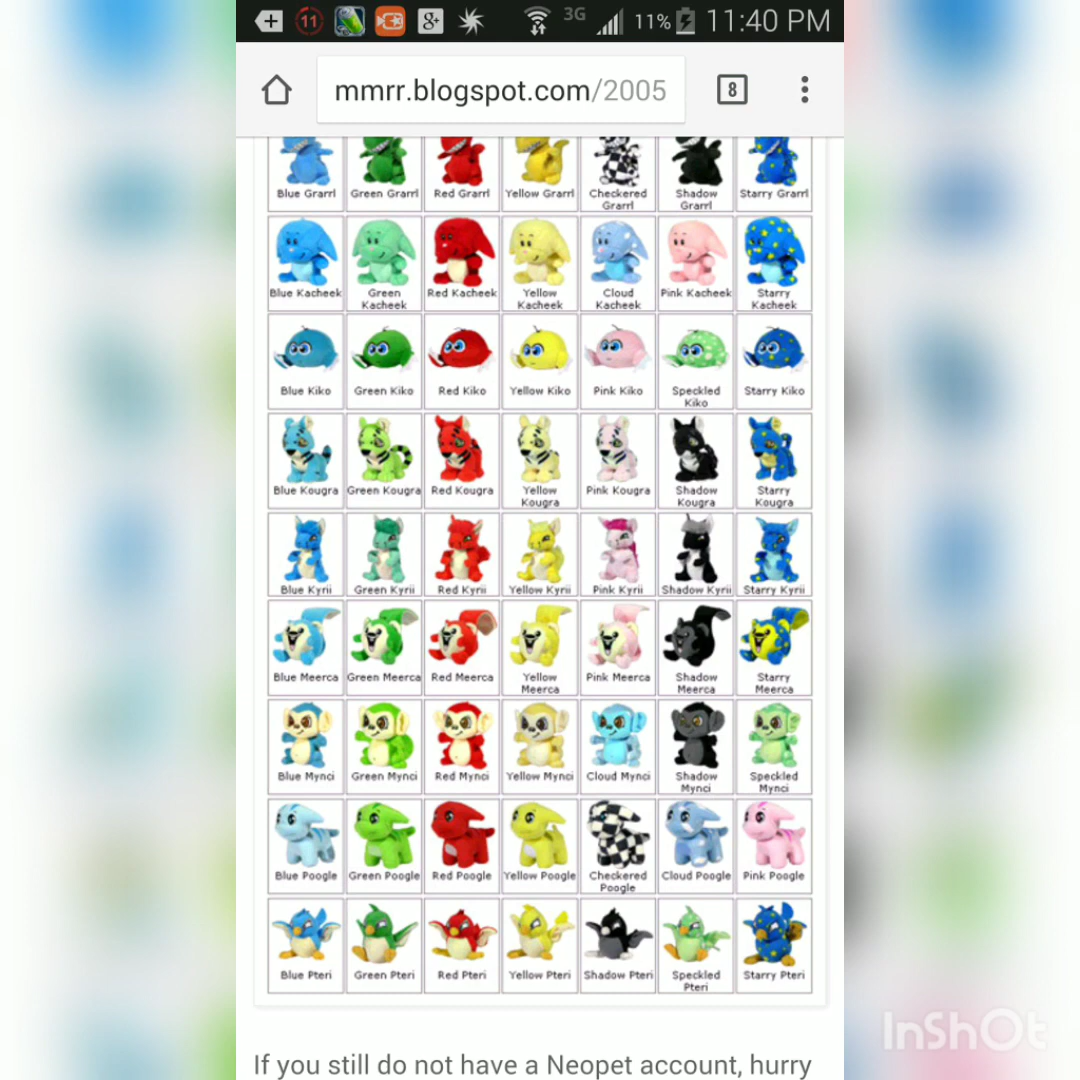 11 8+ 3G 11% 11:40 PM
mmrr.blogspot.com/2005 8
Blue Grarrl Green Grarrl Red Grarrl Yellow Grarrl Checkered Grarrl Shadow Grarrl Starry Grarrl
Blue Kacheek Green Kacheek Red Kacheek Yellow Kacheek Cloud Kacheek Pink Kacheek Starry Kacheek
Blue Kiko Green Kiko Red Kiko Yellow Kiko Pink Kiko Speckled Kiko Starry Kiko
Blue Kougra Green Kougra Red Kougra Yellow Kougra Pink Kougra Shadow Kougra Starry Kougra
Blue Kyrii Green Kyrii Red Kyrii Yellow Kyrii Pink Kyrii Shadow Kyrii Starry Kyrii
Blue Meerca Green Meerca Red Meerca Yellow Meerca Pink Meerca Shadow Meerca Starry Meerca
Blue Mynci Green Mynci Red Mynci Yellow Mynci Cloud Mynci Shadow Mynci Speckled Mynci
Blue Poogle Green Poogle Red Poogle Yellow Poogle Checkered Poogle Cloud Poogle Pink Poogle
Blue Pteri Green Pteri Red Pteri Yellow Pteri Shadow Pteri Speckled Pteri Starry Pteri
If you still do not have a Neopet account, hurry
InShOt